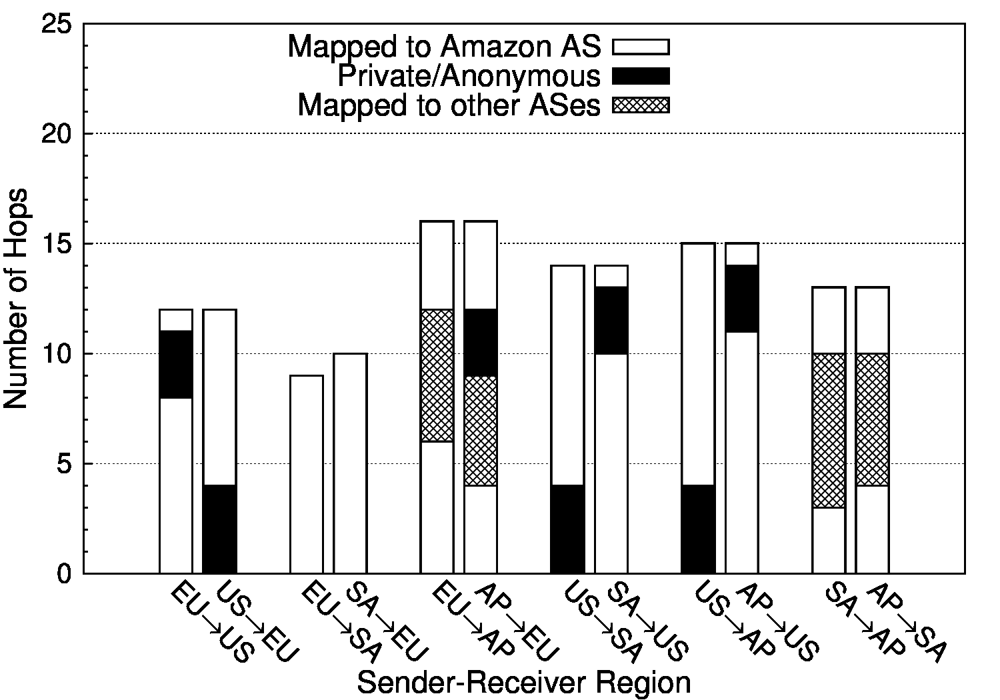 Mapped to Amazon AS
Private/Anonymous
Mapped to other ASes
25
20
15
10
5
0
Number of Hops
EU→US
US→EU
EU→SA
SA→EU
EU→AP
AP→EU
US→SA
SA→US
US→AP
AP→US
SA→AP
AP→SA
Sender-Receiver Region